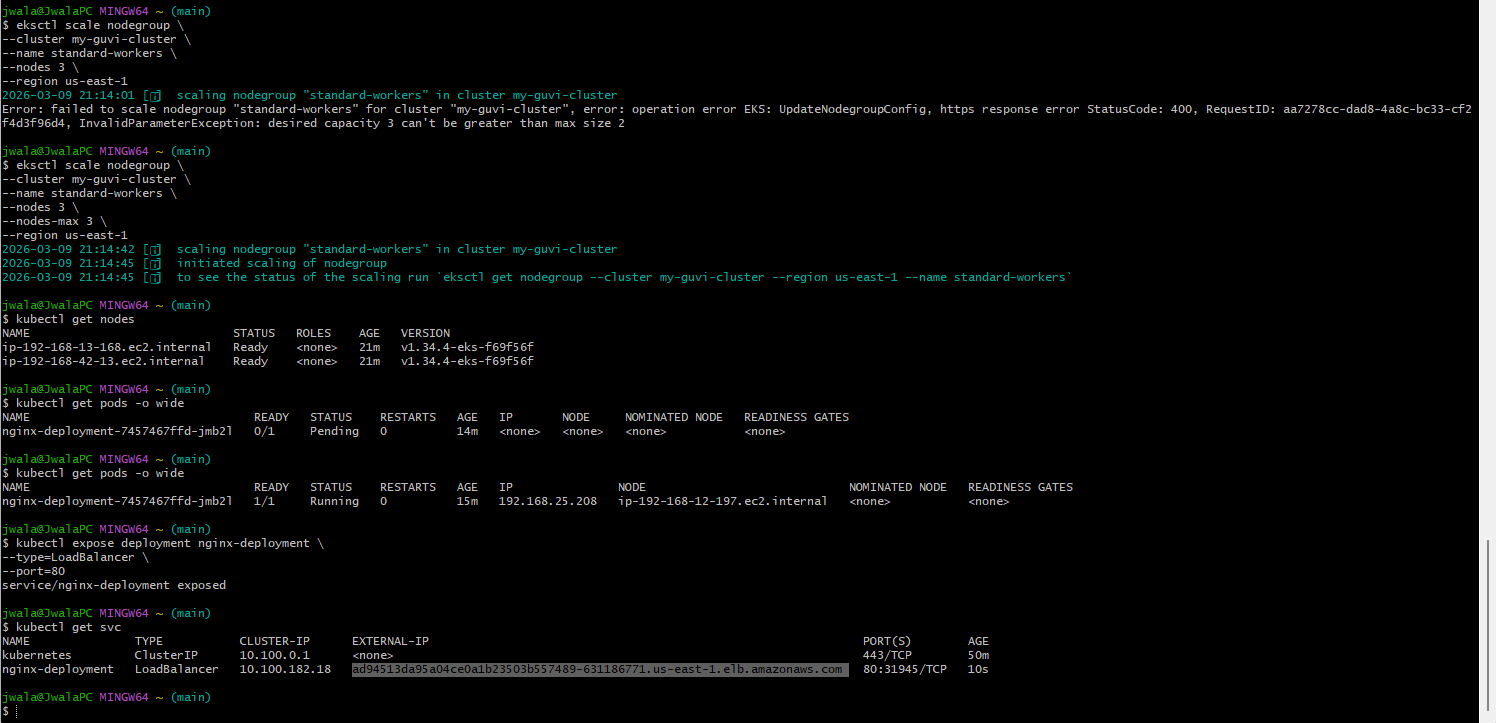 jwala@JwalaPC MINGW64 ~ (main)
$ eksctl scale nodegroup \
--cluster my-guvi-cluster \
--name standard-workers \
--nodes 3 \
--region us-east-1
2026-03-09 21:14:01 [ℹ]  scaling nodegroup "standard-workers" in cluster my-guvi-cluster
Error: failed to scale nodegroup "standard-workers" for cluster "my-guvi-cluster", error: operation error EKS: UpdateNodegroupConfig, https response error StatusCode: 400, RequestID: aa7278cc-dad8-4a8c-bc33-cf2
f4d3f96d4, InvalidParameterException: desired capacity 3 can't be greater than max size 2
jwala@JwalaPC MINGW64 ~ (main)
$ eksctl scale nodegroup \
--cluster my-guvi-cluster \
--name standard-workers \
--nodes 3 \
--nodes-max 3 \
--region us-east-1
2026-03-09 21:14:42 [ℹ]  scaling nodegroup "standard-workers" in cluster my-guvi-cluster
2026-03-09 21:14:45 [ℹ]  initiated scaling of nodegroup
2026-03-09 21:14:45 [ℹ]  to see the status of the scaling run `eksctl get nodegroup --cluster my-guvi-cluster --region us-east-1 --name standard-workers`
jwala@JwalaPC MINGW64 ~ (main)
$ kubectl get nodes
NAME STATUS ROLES AGE VERSION
ip-192-168-13-168.ec2.internal Ready <none> 21m v1.34.4-eks-f69f56f
ip-192-168-42-13.ec2.internal Ready <none> 21m v1.34.4-eks-f69f56f
jwala@JwalaPC MINGW64 ~ (main)
$ kubectl get pods -o wide
NAME READY STATUS RESTARTS AGE IP NODE NOMINATED NODE READINESS GATES
nginx-deployment-7457467ffd-jmb2l 0/1 Pending 0 14m <none> <none> <none> <none>
jwala@JwalaPC MINGW64 ~ (main)
$ kubectl get pods -o wide
NAME READY STATUS RESTARTS AGE IP NODE NOMINATED NODE READINESS GATES
nginx-deployment-7457467ffd-jmb2l 1/1 Running 0 15m 192.168.25.208 ip-192-168-12-197.ec2.internal <none> <none>
jwala@JwalaPC MINGW64 ~ (main)
$ kubectl expose deployment nginx-deployment \
--type=LoadBalancer \
--port=80
service/nginx-deployment exposed
jwala@JwalaPC MINGW64 ~ (main)
$ kubectl get svc
NAME TYPE CLUSTER-IP EXTERNAL-IP PORT(S) AGE
kubernetes ClusterIP 10.100.0.1 <none> 443/TCP 50m
nginx-deployment LoadBalancer 10.100.182.18 ad94513da95a04ce0a1b23503b557489-631186771.us-east-1.elb.amazonaws.com 80:31945/TCP 10s
jwala@JwalaPC MINGW64 ~ (main)
$